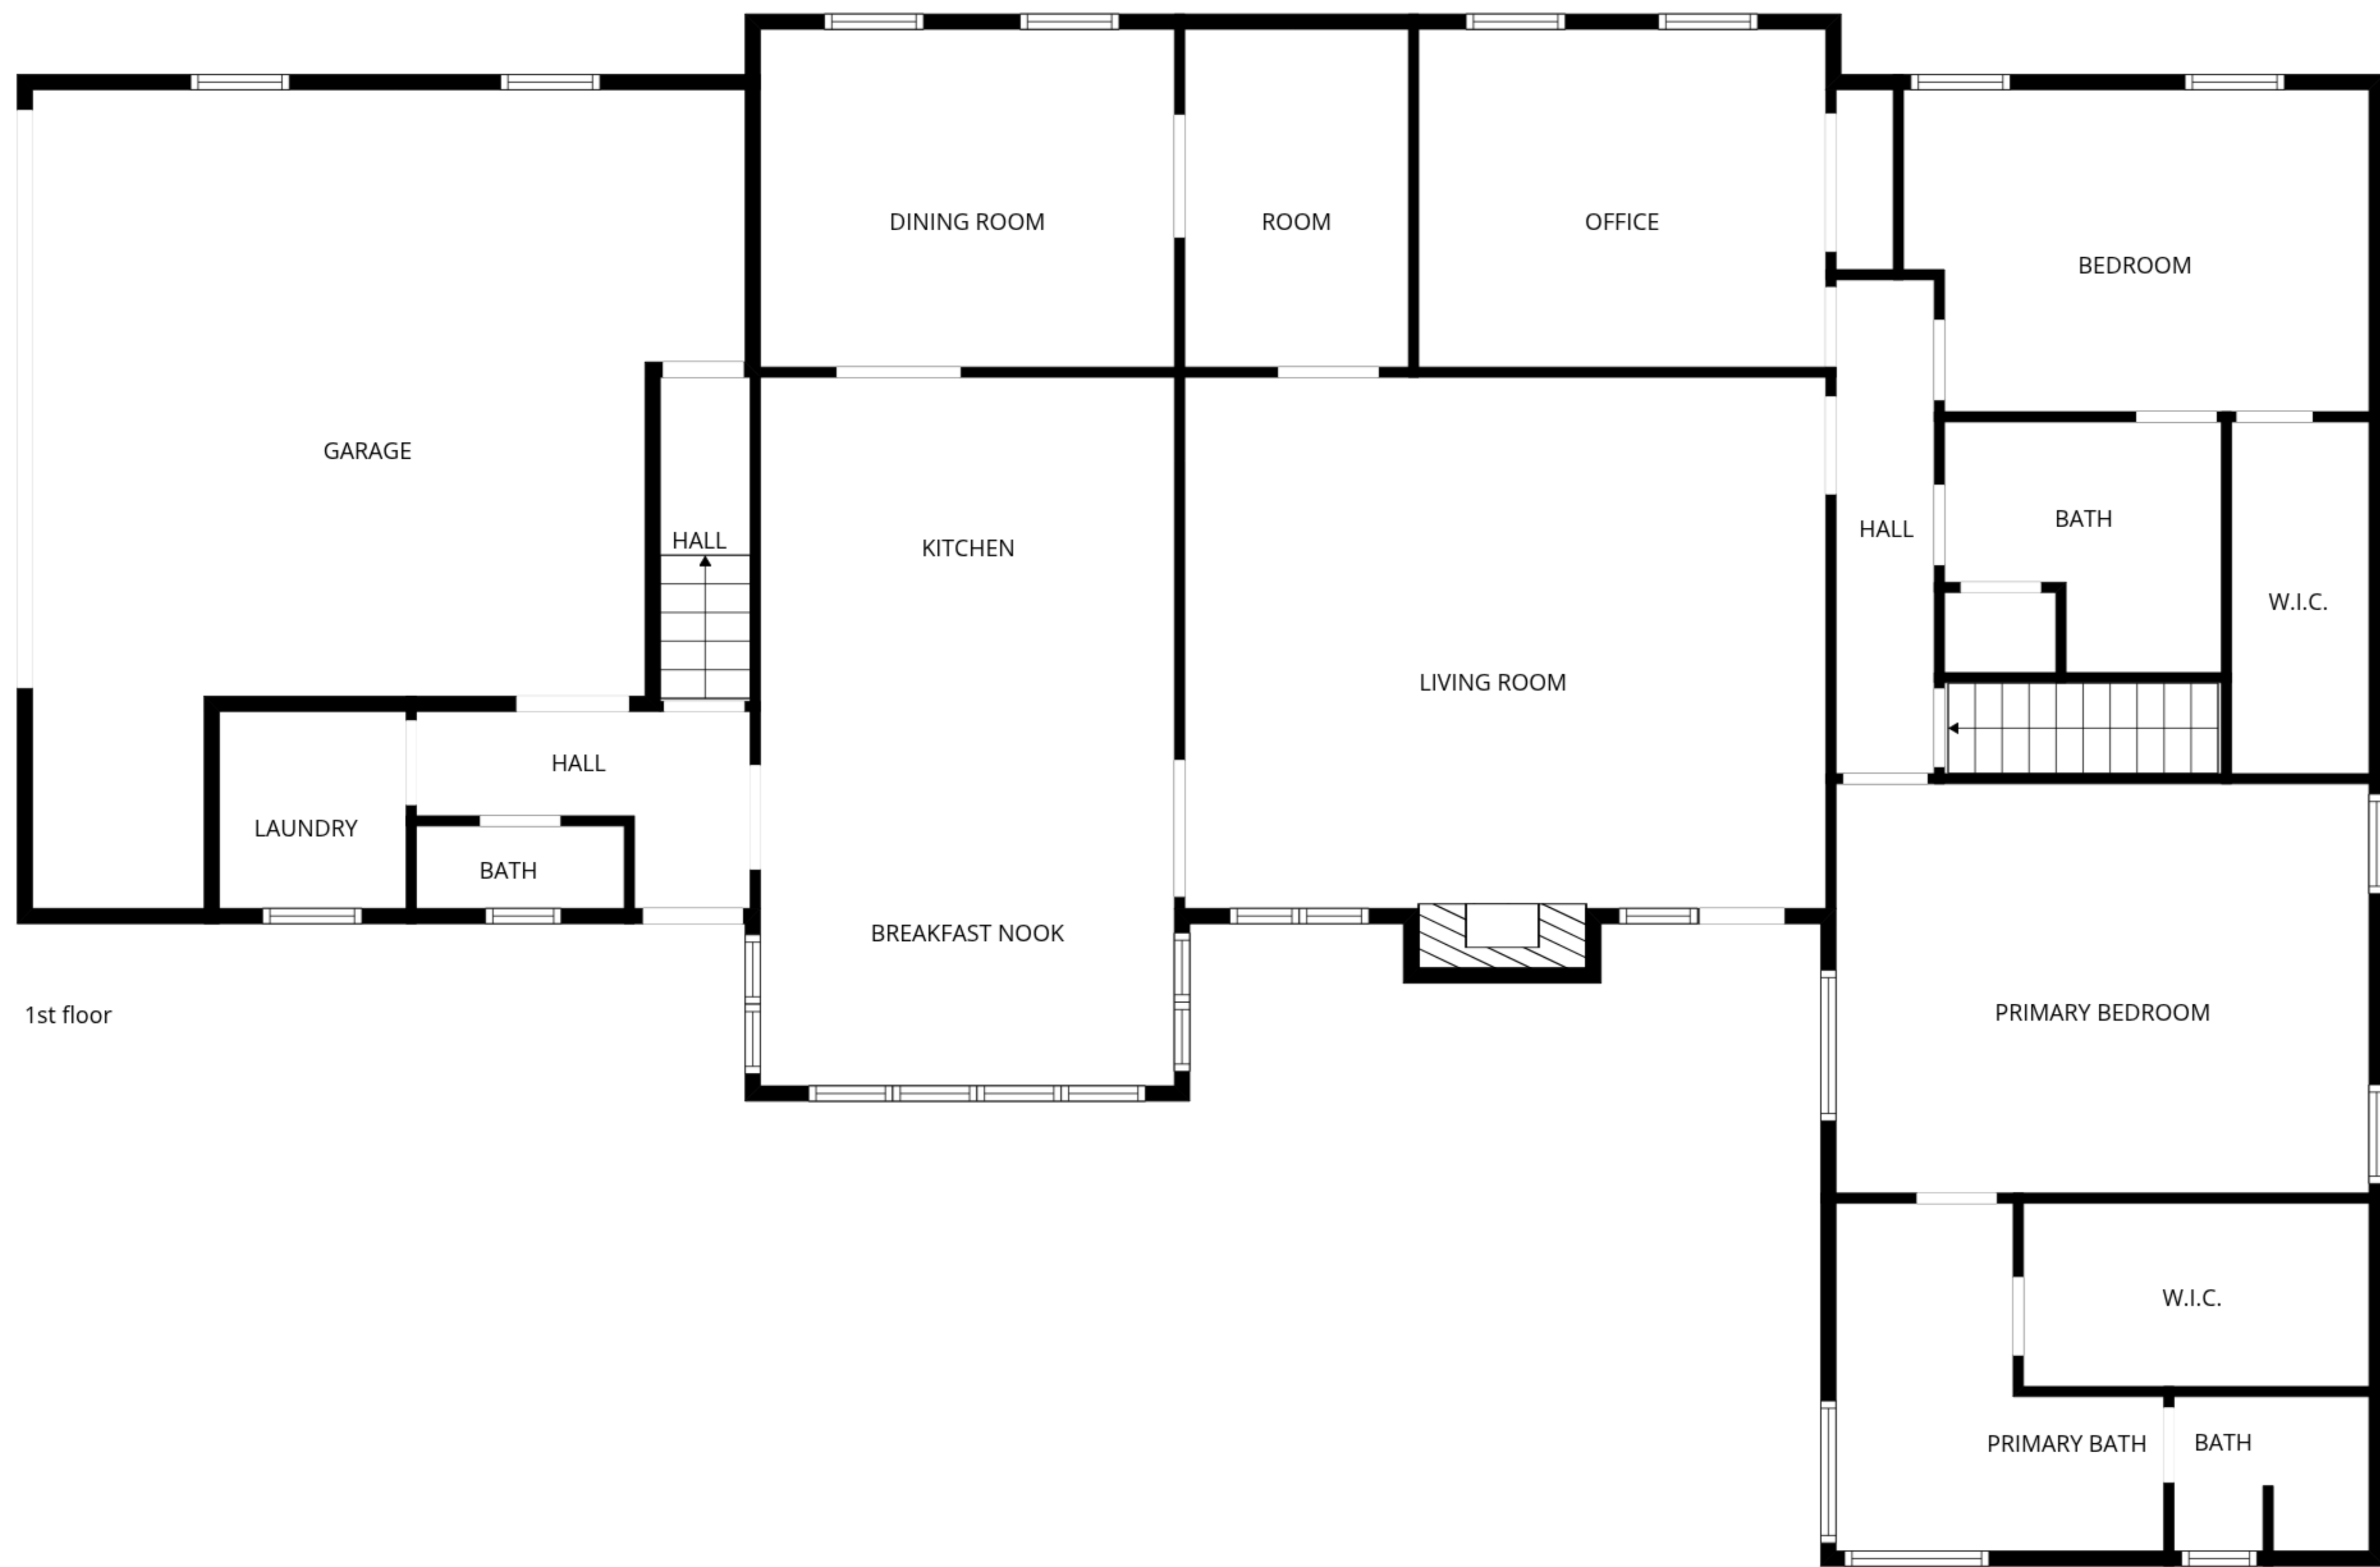 DINING ROOM
ROOM
OFFICE
BEDROOM
GARAGE
HALL
KITCHEN
HALL
BATH
W.I.C.
LIVING ROOM
HALL
LAUNDRY
BATH
BREAKFAST NOOK
1st floor
PRIMARY BEDROOM
W.I.C.
PRIMARY BATH
BATH